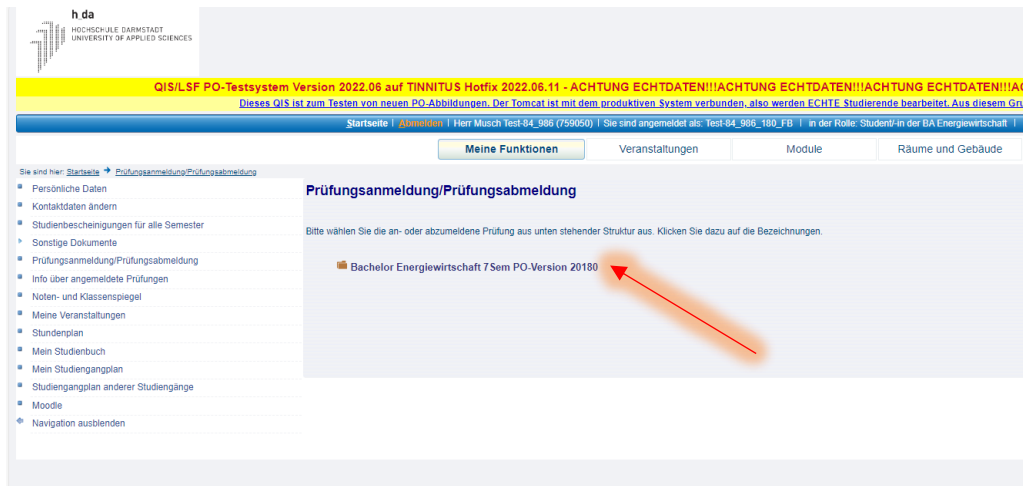 h_da
HOCHSCHULE DARMSTADT
UNIVERSITY OF APPLIED SCIENCES
QIS/LSF PO-Testsystem Version 2022.06 auf TINNITUS Hotfix 2022.06.11 - ACHTUNG ECHTDATEN!!!ACHTUNG ECHTDATEN!!!ACHTUNG ECHTDATEN!!!AC
Dieses QIS ist zum Testen von neuen PO-Abbildungen. Der Tomcat ist mit dem produktiven System verbunden, also werden ECHTE Studierende bearbeitet. Aus diesem Gru
Startseite | Abmelden | Herr Musch Test-84_986 (759050) | Sie sind angemeldet als: Test-84_986_180_FB | in der Rolle: Student/-in der BA Energiewirtschaft |
Meine Funktionen Veranstaltungen Module Räume und Gebäude
Sie sind hier: Startseite Prüfungsanmeldung/Prüfungsabmeldung
Persönliche Daten
Kontaktdaten ändern
Studienbescheinigungen für alle Semester
Sonstige Dokumente
Prüfungsanmeldung/Prüfungsabmeldung
Info über angemeldete Prüfungen
Noten- und Klassenspiegel
Meine Veranstaltungen
Stundenplan
Mein Studienbuch
Mein Studiengangplan
Studiengangplan anderer Studiengänge
Moodle
Navigation ausblenden
Prüfungsanmeldung/Prüfungsabmeldung
Bitte wählen Sie die an- oder abzumeldene Prüfung aus unten stehender Struktur aus. Klicken Sie dazu auf die Bezeichnungen.
Bachelor Energiewirtschaft 7Sem PO-Version 20180